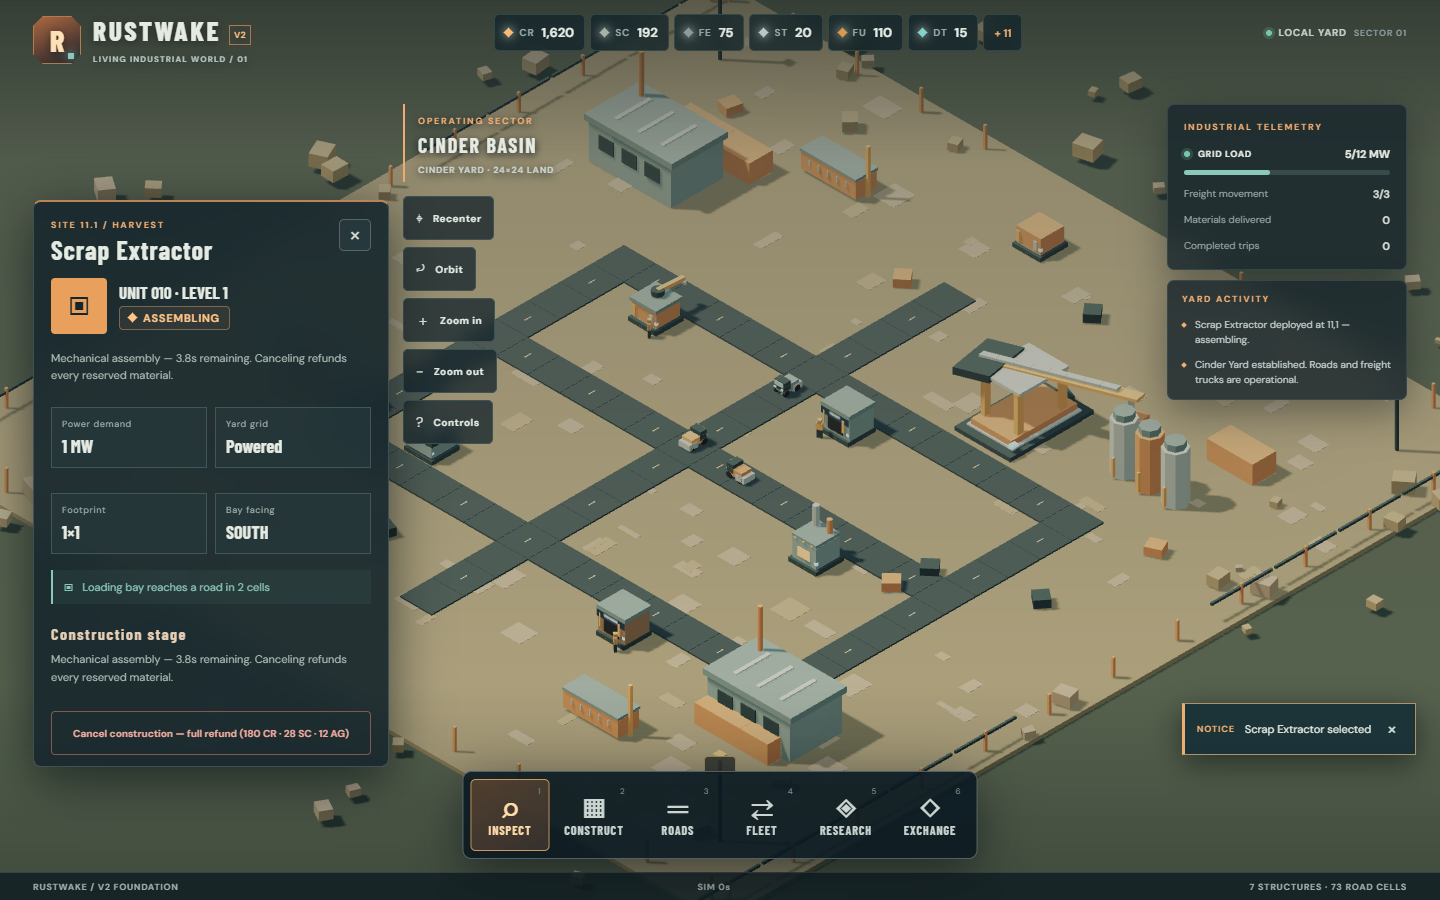 R
RUSTWAKE V2
LIVING INDUSTRIAL WORLD / 01
CR 1,620
SC 192
FE 75
ST 20
FU 110
DT 15
+ 11
LOCAL YARD SECTOR 01
OPERATING SECTOR
CINDER BASIN
CINDER YARD · 24×24 LAND
Recenter
Orbit
+ Zoom in
− Zoom out
? Controls
SITE 11.1 / HARVEST
Scrap Extractor
×
UNIT 010 · LEVEL 1
ASSEMBLING
Mechanical assembly — 3.8s remaining. Canceling refunds
every reserved material.
Power demand
1 MW
Yard grid
Powered
Footprint
1×1
Bay facing
SOUTH
Loading bay reaches a road in 2 cells
Construction stage
Mechanical assembly — 3.8s remaining. Canceling refunds
every reserved material.
Cancel construction — full refund (180 CR · 28 SC · 12 AG)
INDUSTRIAL TELEMETRY
GRID LOAD 5/12 MW
Freight movement 3/3
Materials delivered 0
Completed trips 0
YARD ACTIVITY
Scrap Extractor deployed at 11,1 —
assembling.
Cinder Yard established. Roads and freight
trucks are operational.
NOTICE Scrap Extractor selected ×
1
INSPECT
2
CONSTRUCT
3
ROADS
4
FLEET
5
RESEARCH
6
EXCHANGE
RUSTWAKE / V2 FOUNDATION
SIM 0s
7 STRUCTURES · 73 ROAD CELLS